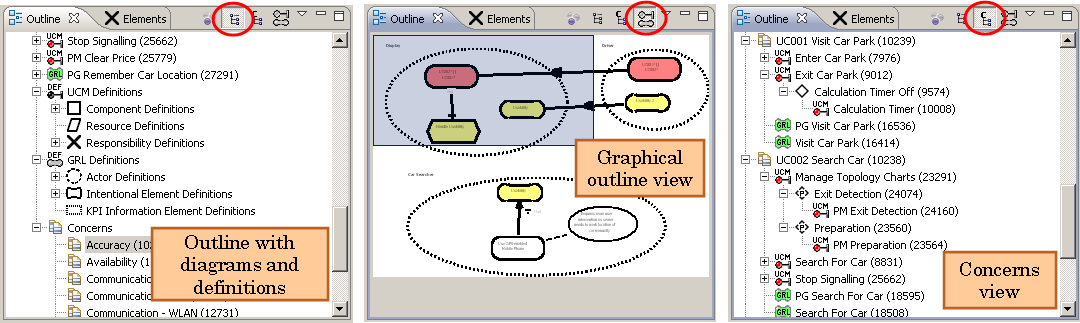 Outline
Elements
UCM
Stop Signalling (25662)
UCM
PM Clear Price (25779)
GRL
PG Remember Car Location (27291)
DEF
UCM Definitions
Component Definitions
Resource Definitions
Responsibility Definitions
DEF
GRL Definitions
Actor Definitions
Intentional Element Definitions
KPI Information Element Definitions
Concerns
Accuracy (10
Availability (1
Communication
Communication
Communication - WLAN (12731)
Outline with
diagrams and
definitions
Outline
Elements
Display
Driver
Usability 2
Handle Usability
Usability
Graphical
outline view
Car Searcher
Usability
Outline
C
Elements
UC001 Visit Car Park (10239)
UCM
Enter Car Park (7976)
UCM
Exit Car Park (9012)
Calculation Timer Off (9574)
UCM
Calculation Timer (10008)
GRL
PG Visit Car Park (16536)
GRL
Visit Car Park (16414)
UC002 Search Car (10238)
UCM
Manage Topology Charts (23291)
P
Exit Detection (24074)
UCM
PM Exit Detection (24160)
P
Preparation (23560)
UCM
PM Preparation (23564)
UCM
Search For Car (8831)
UCM
Stop Signalling (25662)
GRL
PG Search For Car (18595)
GRL
Search For Car (18508)
Concerns
view